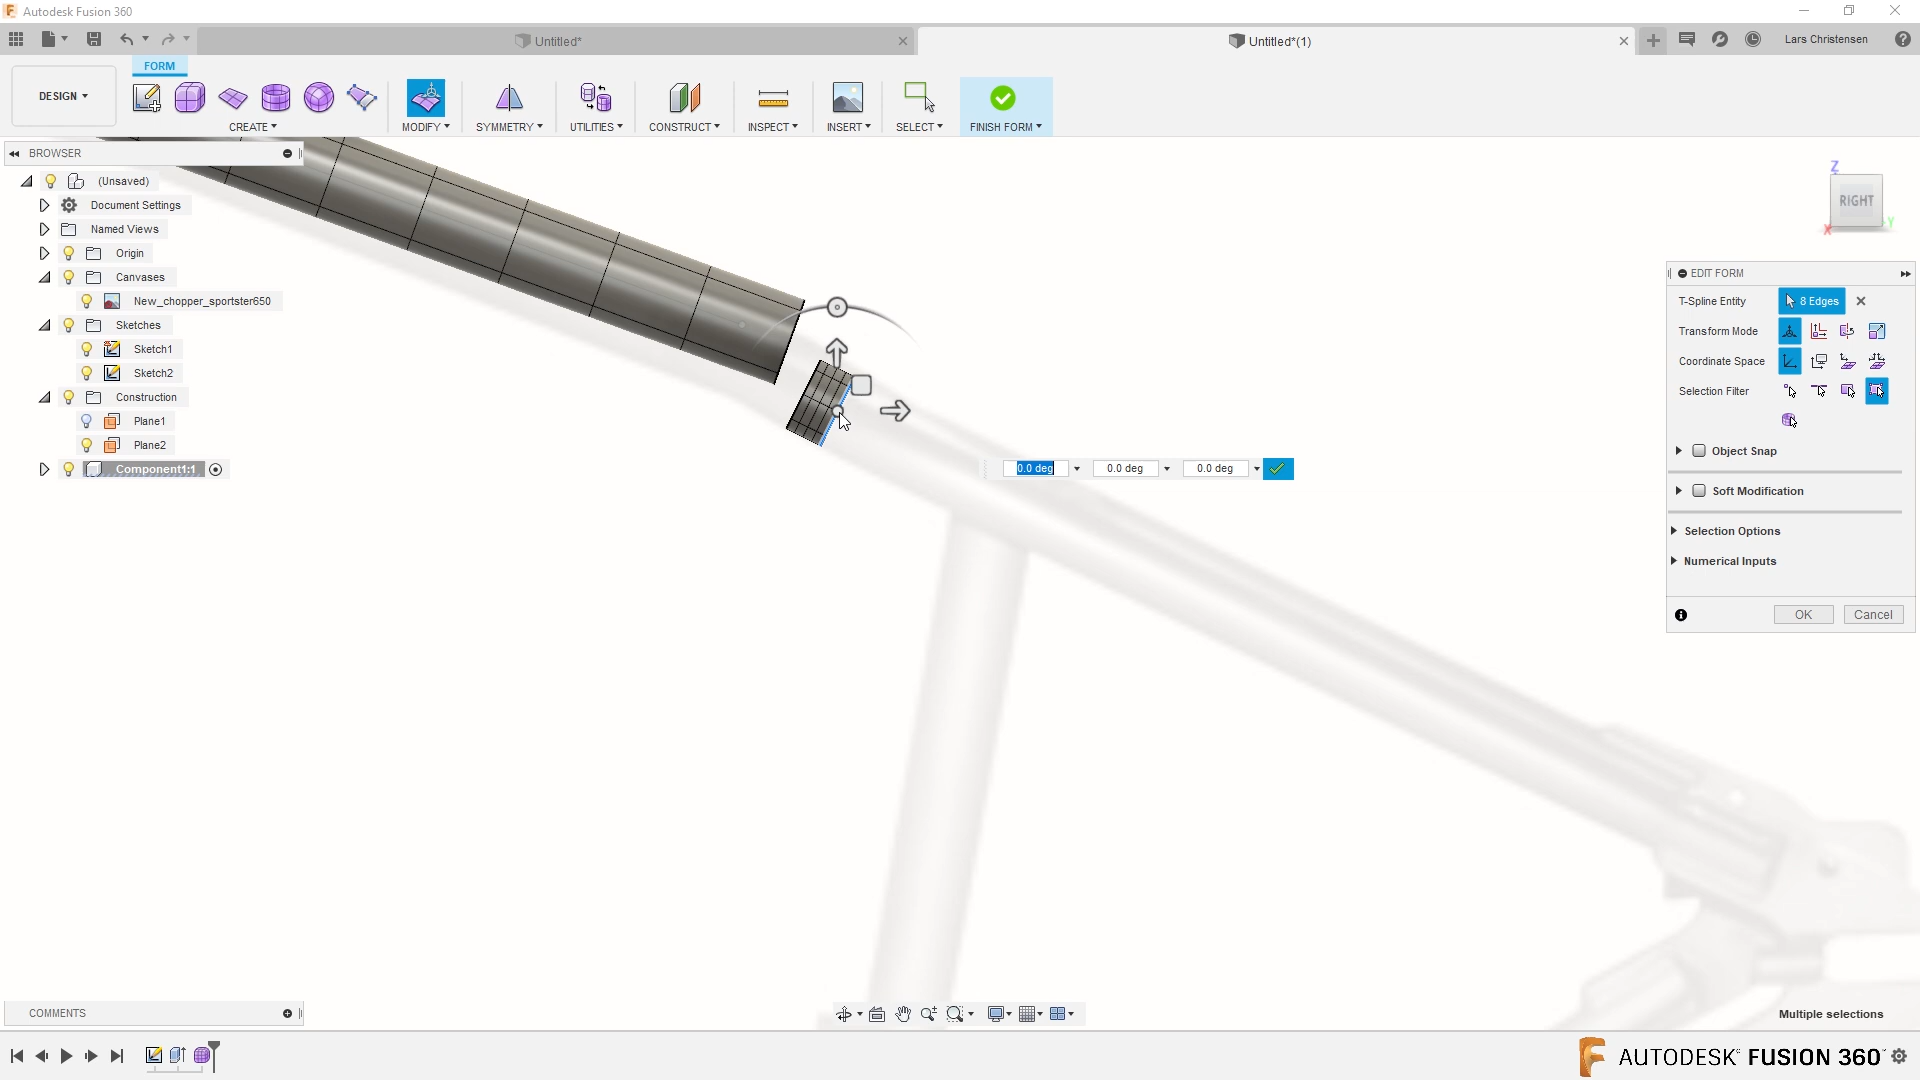 Autodesk Fusion 360
Untitled*
Untitled*(1)
Lars Christensen
FORM
DESIGN
CREATE
MODIFY
SYMMETRY
UTILITIES
CONSTRUCT
INSPECT
INSERT
SELECT
FINISH FORM
BROWSER
(Unsaved)
Document Settings
Named Views
Origin
Canvases
New_chopper_sportster650
Sketches
Sketch1
Sketch2
Construction
Plane1
Plane2
Component1:1
Z
RIGHT
X
Y
0.0 deg
0.0 deg
0.0 deg
EDIT FORM
T-Spline Entity
8 Edges
Transform Mode
Coordinate Space
Selection Filter
Object Snap
Soft Modification
Selection Options
Numerical Inputs
OK
Cancel
COMMENTS
Multiple selections
AUTODESK® FUSION 360™